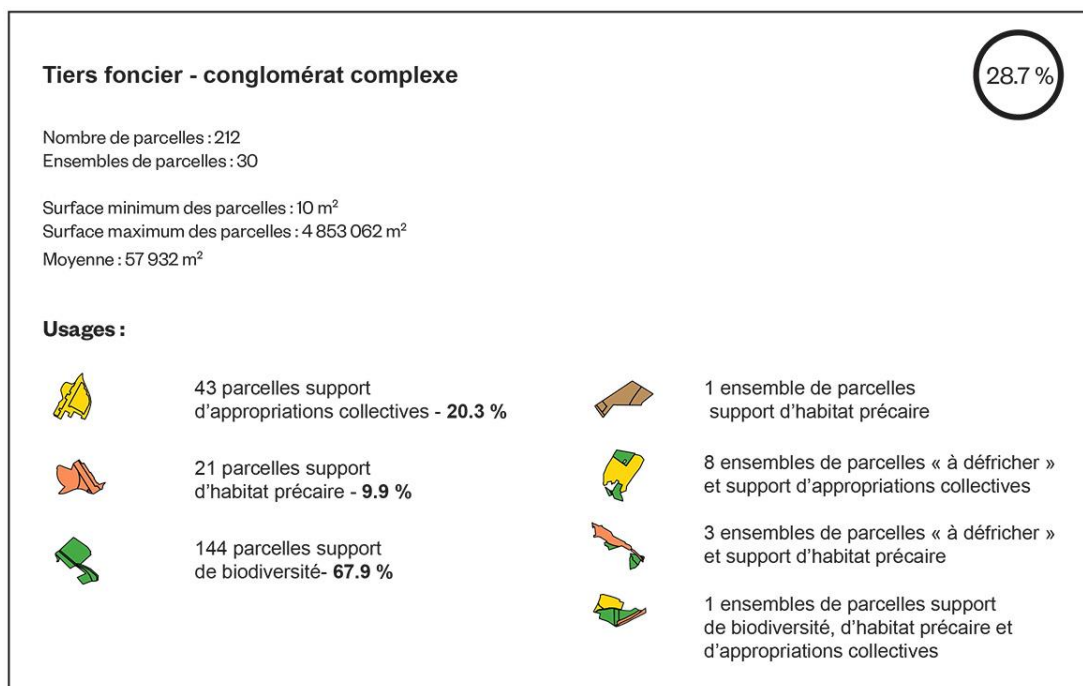 Tiers foncier - conglomérat complexe
28.7 %
Nombre de parcelles : 212
Ensembles de parcelles : 30
Surface minimum des parcelles : 10 m²
Surface maximum des parcelles : 4 853 062 m²
Moyenne : 57 932 m²
Usages :
43 parcelles support
d'appropriations collectives - 20.3 %
21 parcelles support
d'habitat précaire - 9.9 %
144 parcelles support
de biodiversité- 67.9 %
1 ensemble de parcelles
support d'habitat précaire
8 ensembles de parcelles « à défricher »
et support d'appropriations collectives
3 ensembles de parcelles « à défricher »
et support d'habitat précaire
1 ensembles de parcelles support
de biodiversité, d'habitat précaire et
d'appropriations collectives